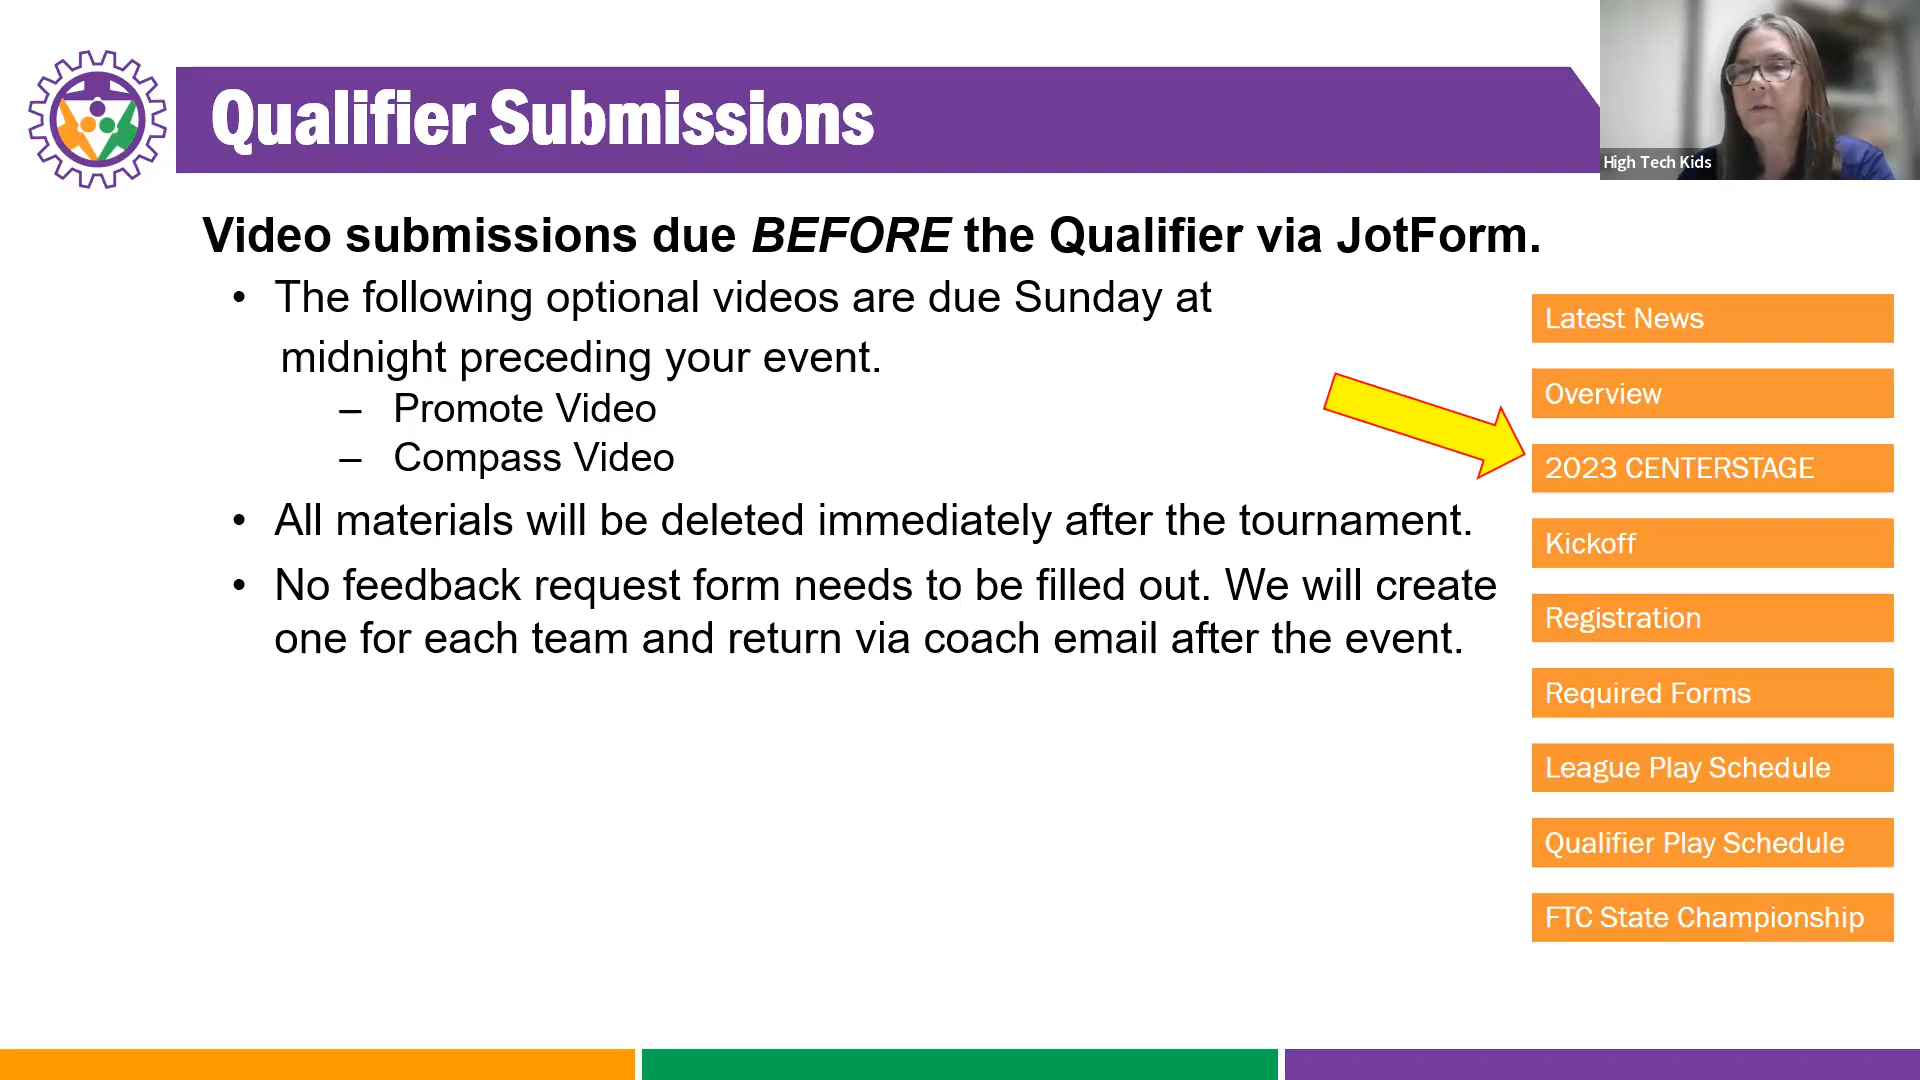 Qualifier Submissions
High Tech Kids
Video submissions due BEFORE the Qualifier via JotForm.
• The following optional videos are due Sunday at
midnight preceding your event.
– Promote Video
– Compass Video
• All materials will be deleted immediately after the tournament.
• No feedback request form needs to be filled out. We will create
one for each team and return via coach email after the event.
Latest News
Overview
2023 CENTERSTAGE
Kickoff
Registration
Required Forms
League Play Schedule
Qualifier Play Schedule
FTC State Championship